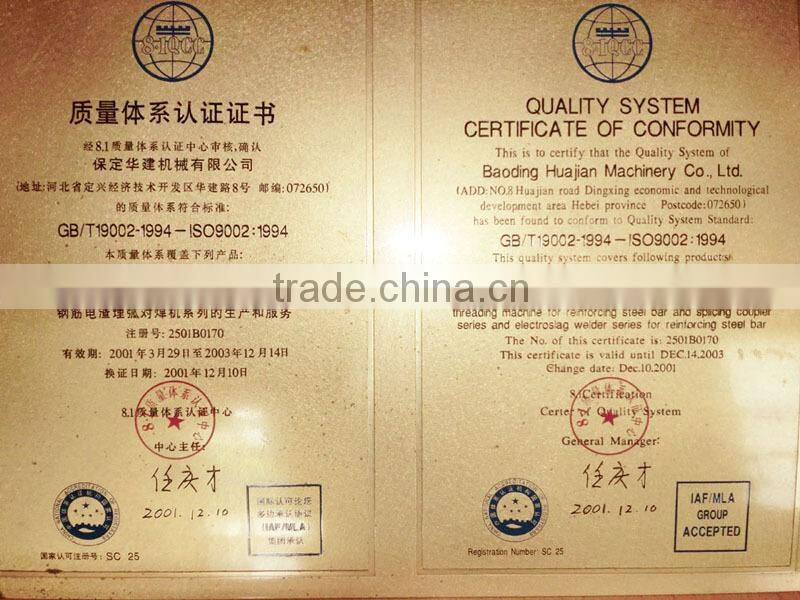 8·1QCC
质量体系认证证书
经8.1质量体系认证中心审核,确认
保定华建机械有限公司
(地址:河北省定兴经济技术开发区华建路8号 邮编:072650)
的质量体系符合标准:
GB/T19002-1994—ISO9002:1994
本质量体系覆盖下列产品:
钢筋电渣埋弧对焊机系列的生产和服务
注册号: 2501B0170
有效期: 2001年3月29日至2003年12月14日
换证日期: 2001年12月10日
8.1质量体系认证中心
中心主任:
任庆才
2001.12.10
国际认可论坛
多边承认协议
(IAF/MLA)
集团承认
国家认可注册号: SC 25
8·1QCC
QUALITY SYSTEM
CERTIFICATE OF CONFORMITY
This is to certify that the Quality System of
Baoding Huajian Machinery Co., Ltd.
(ADD:NO.8 Huajian road Dingxing economic and technological
development area Hebei province Postcode:072650)
has been found to conform to Quality System Standard:
GB/T19002-1994—ISO9002:1994
This quality system covers following products:
threading machine for reinforcing steel bar and splicing coupler
series and electroslag welder series for reinforcing steel bar
The No. of this certificate is: 2501B0170
This certificate is valid until DEC.14.2003
Change date: Dec.10.2001
8.1 Certification
Center of Quality System
General Manager:
任庆才
2001.12.10
IAF/MLA
GROUP
ACCEPTED
Registration Number: SC 25
trade.china.cn